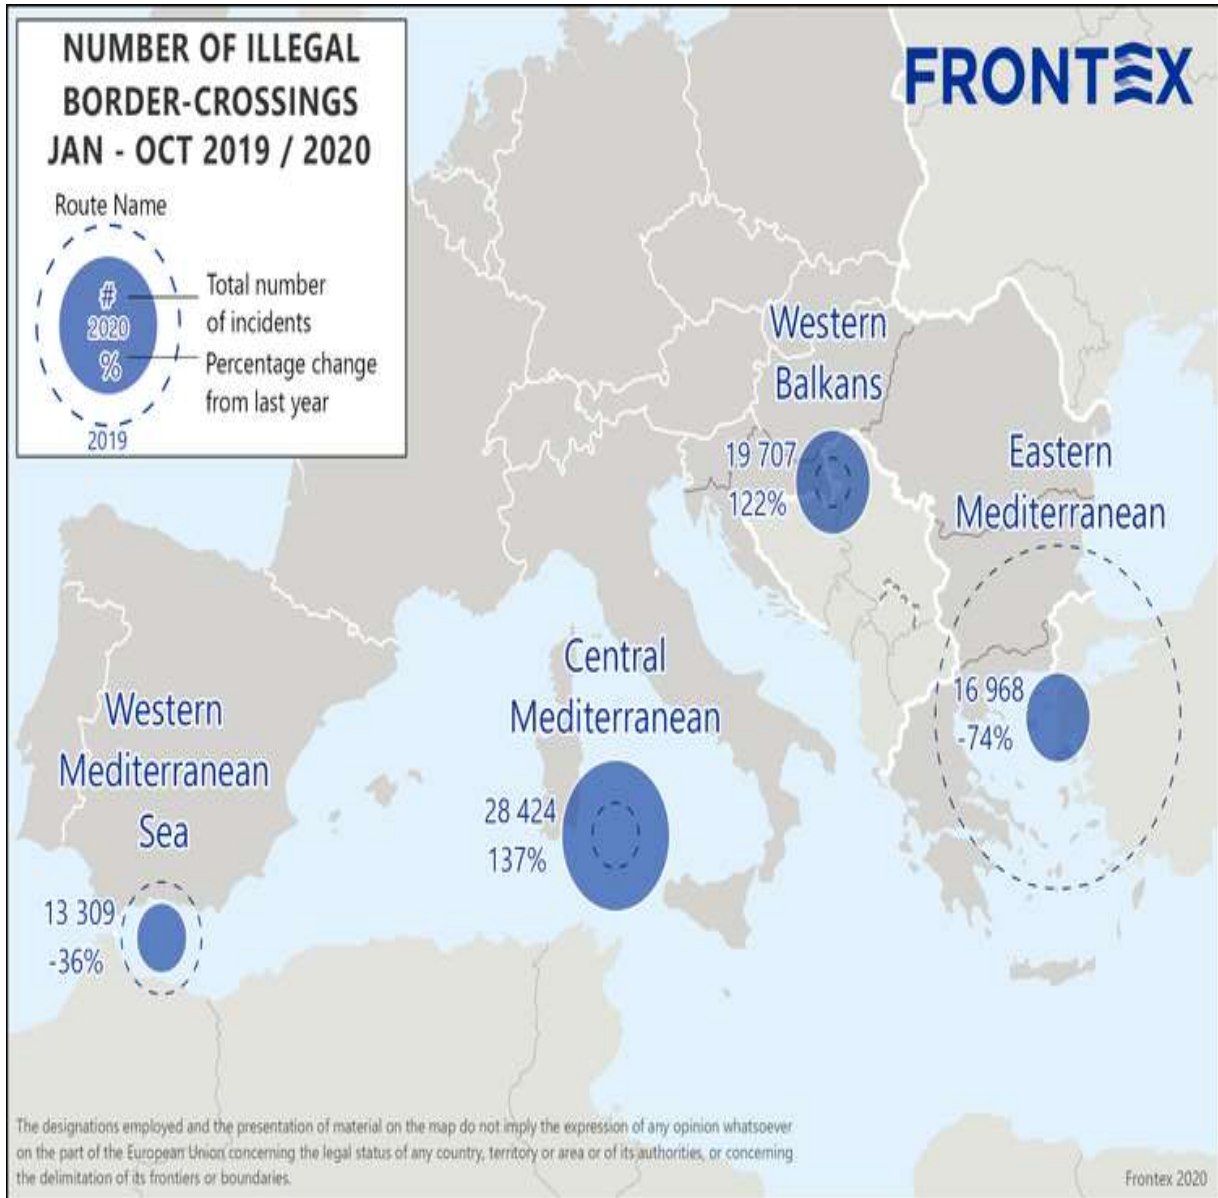 NUMBER OF ILLEGAL
BORDER-CROSSINGS
JAN - OCT 2019 / 2020
Route Name
#
2020
%
Total number
of incidents
Percentage change
from last year
2019
FRONTEX
Western
Balkans
19 707
122%
Eastern
Mediterranean
16 968
-74%
Central
Mediterranean
28 424
137%
Western
Mediterranean
Sea
13 309
-36%
The designations employed and the presentation of material on the map do not imply the expression of any opinion whatsoever
on the part of the European Union concerning the legal status of any country, territory or area or of its authorities, or concerning
the delimitation of its frontiers or boundaries.
Frontex 2020